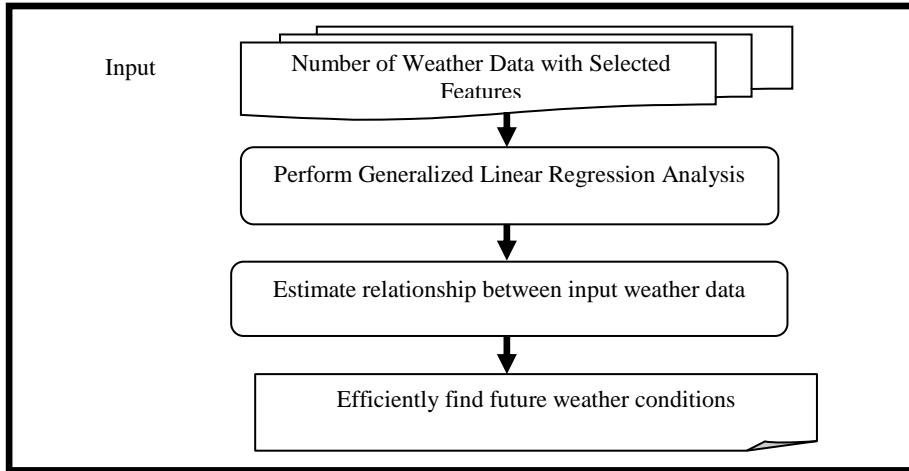 Input
Number of Weather Data with Selected
Features
Perform Generalized Linear Regression Analysis
Estimate relationship between input weather data
Efficiently find future weather conditions